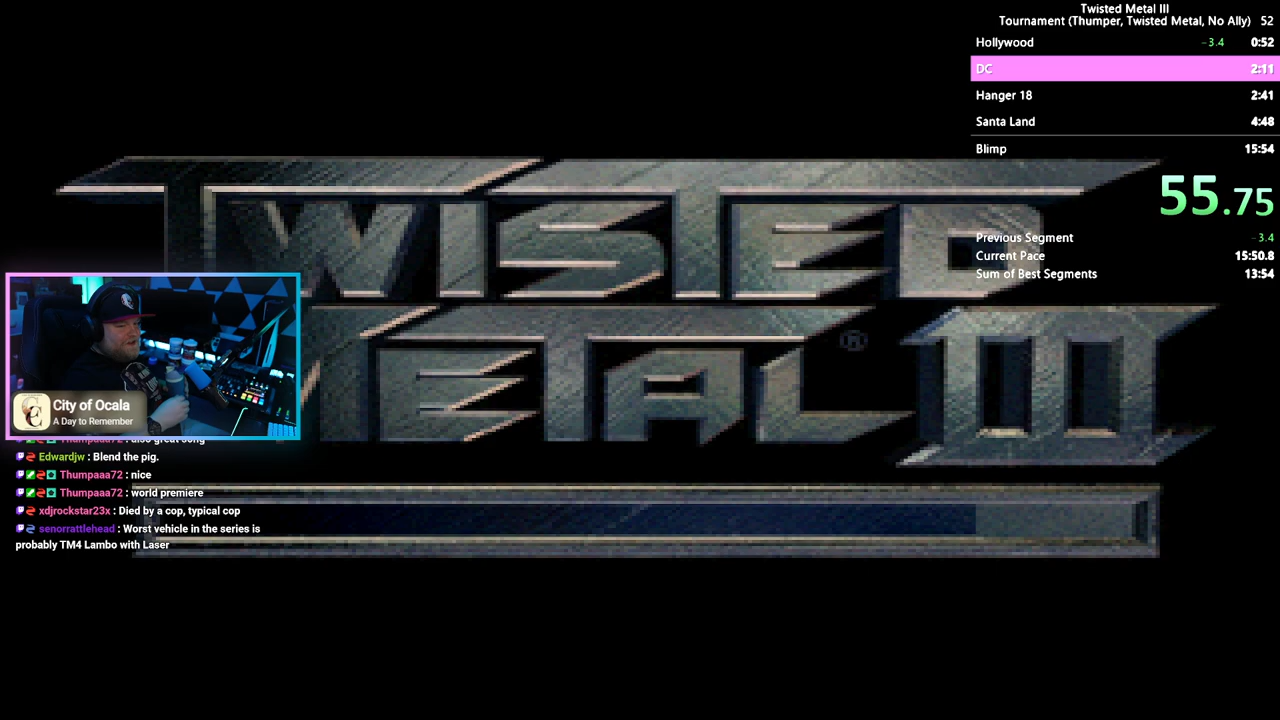 Twisted Metal III
Tournament (Thumper, Twisted Metal, No Ally) 52
Hollywood -3.4 0:52
DC 2:11
Hanger 18 2:41
Santa Land 4:48
Blimp 15:54
55.75
Previous Segment -3.4
Current Pace 15:50.8
Sum of Best Segments 13:54
TWISTED
METAL ® III
City of Ocala
A Day to Remember
Thumpaaa72 : also great song
Edwardjw : Blend the pig.
Thumpaaa72 : nice
Thumpaaa72 : world premiere
xdjrockstar23x : Died by a cop, typical cop
senorrattlehead : Worst vehicle in the series is
probably TM4 Lambo with Laser